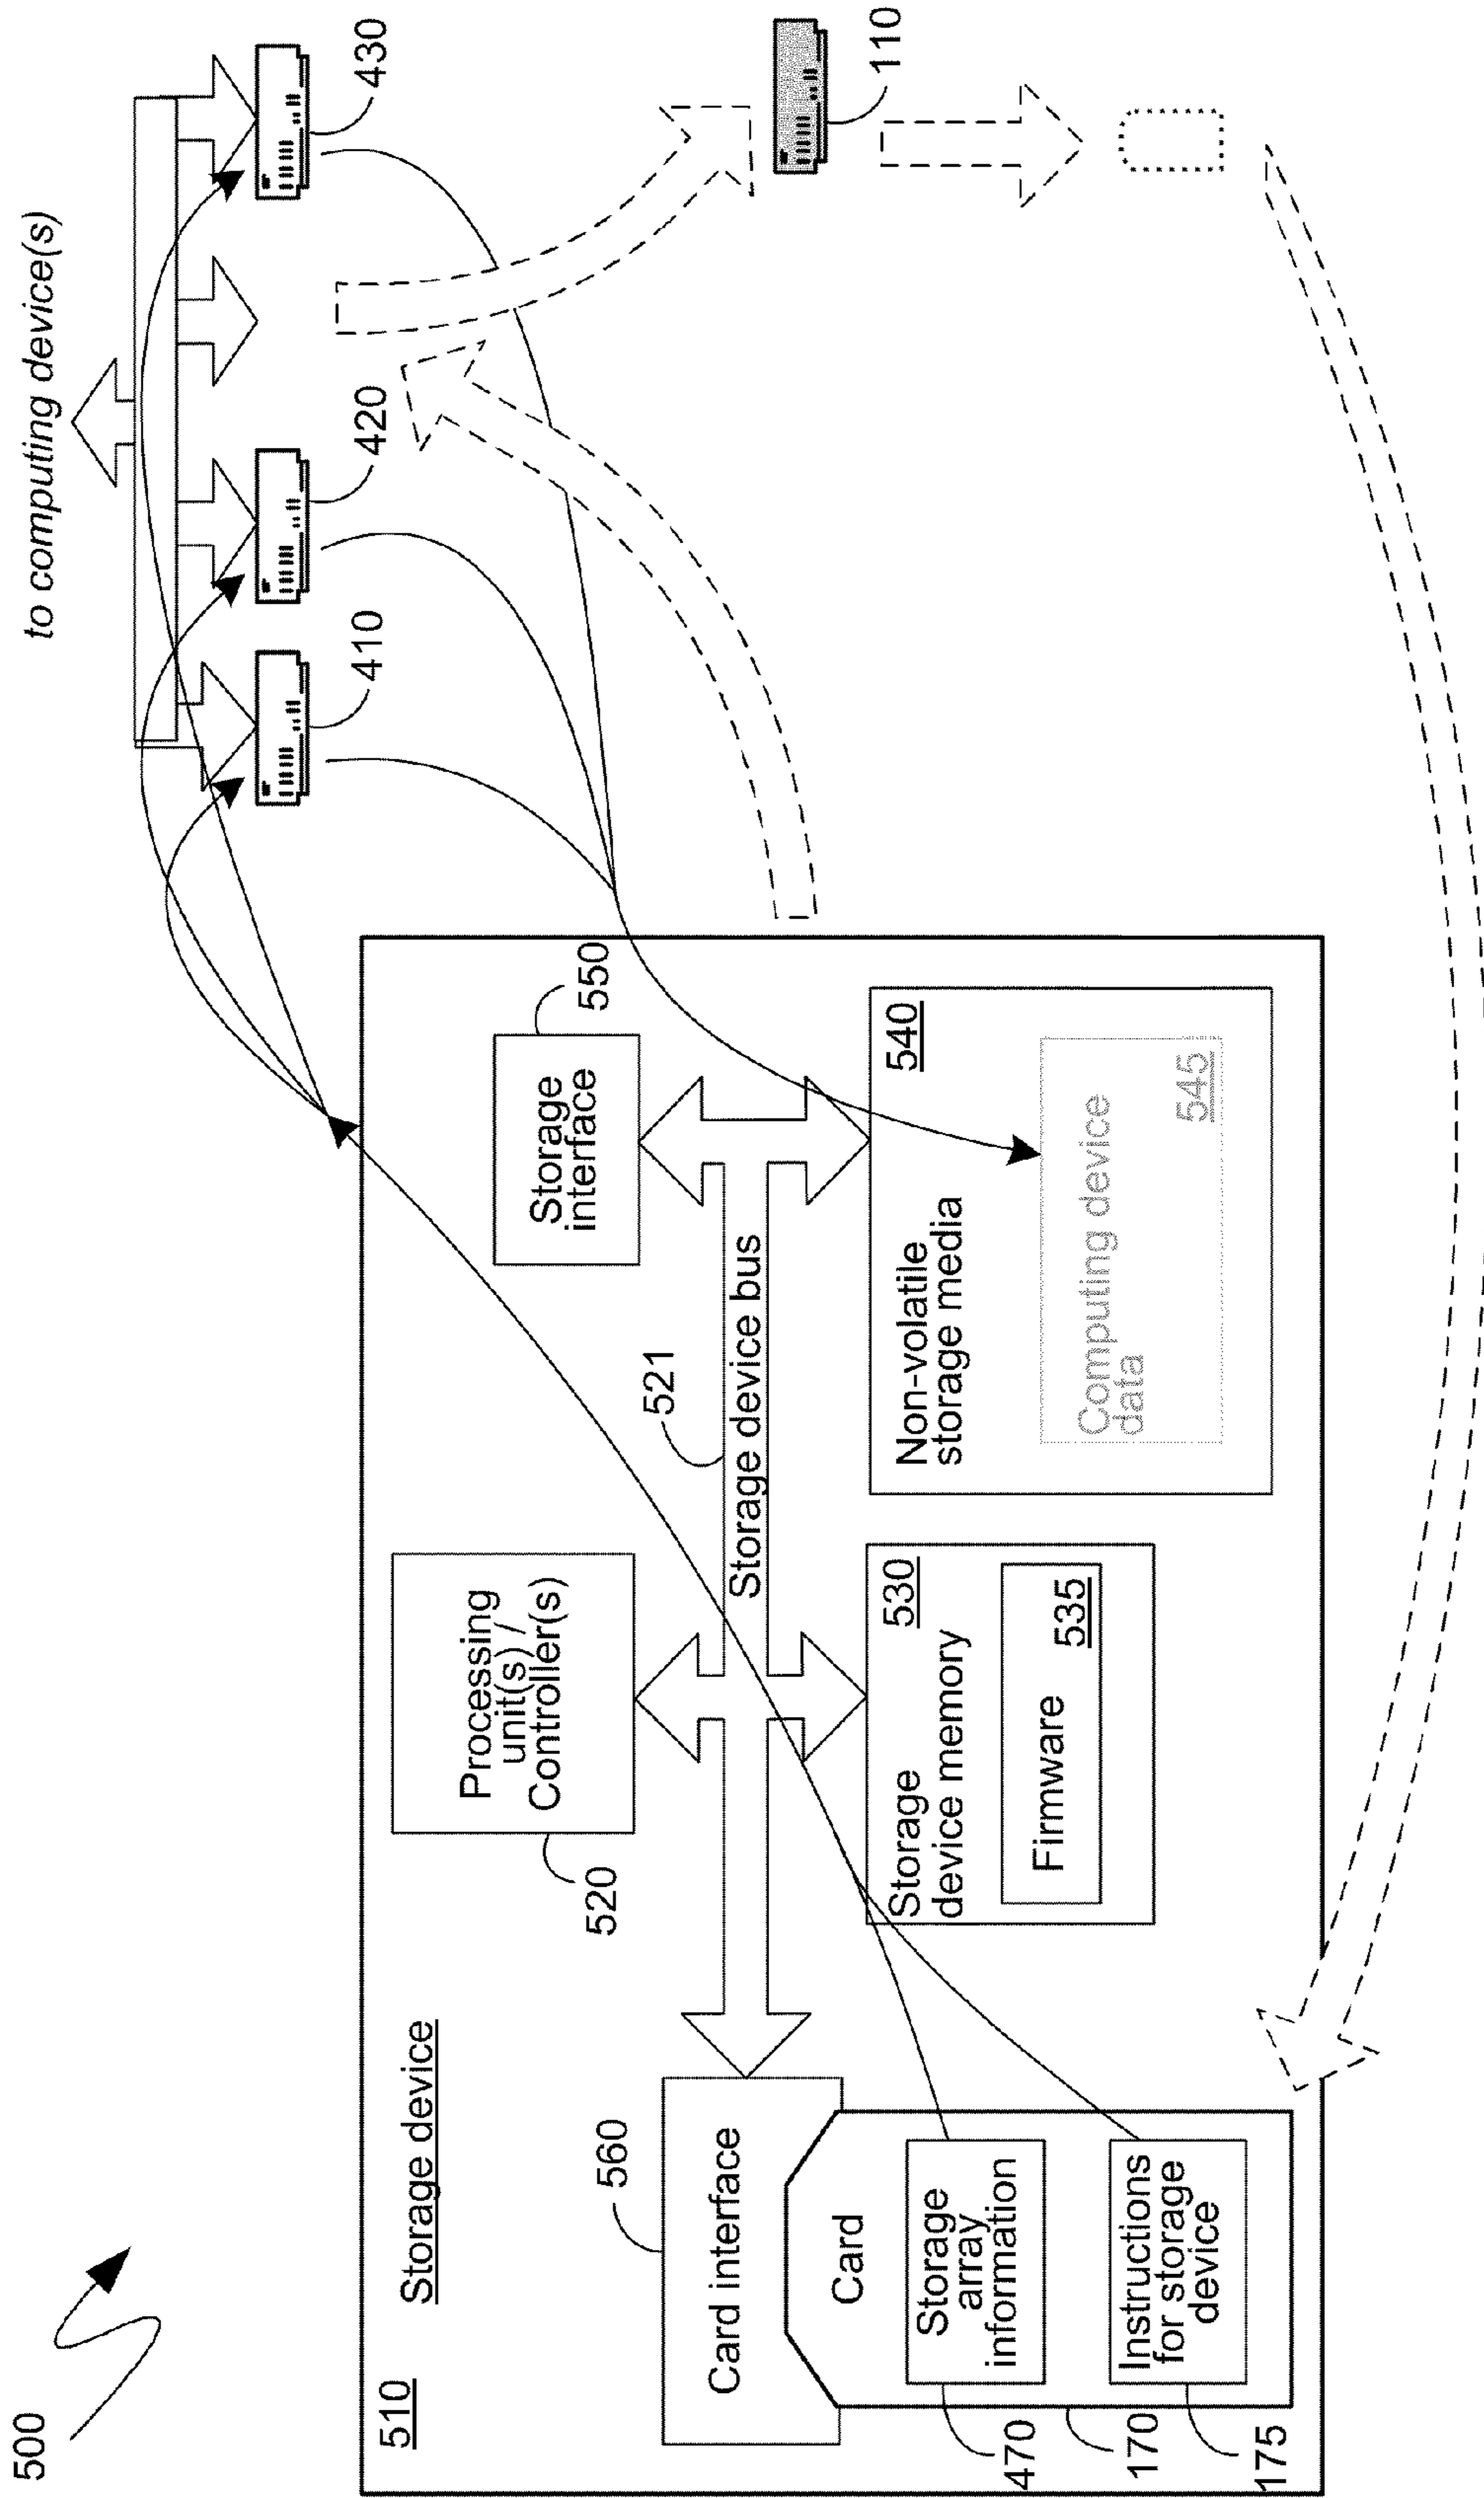 500
to computing device(s)
410
420
430
110
510
Storage device
Processing
unit(s) /
Controller(s)
520
Storage
interface
550
521
Storage device bus
560
Card interface
Card
Storage
array
information
470
170
Instructions
for storage
device
175
Storage
device memory
530
Firmware
535
Non-volatile
storage media
540
Computing device
data
545